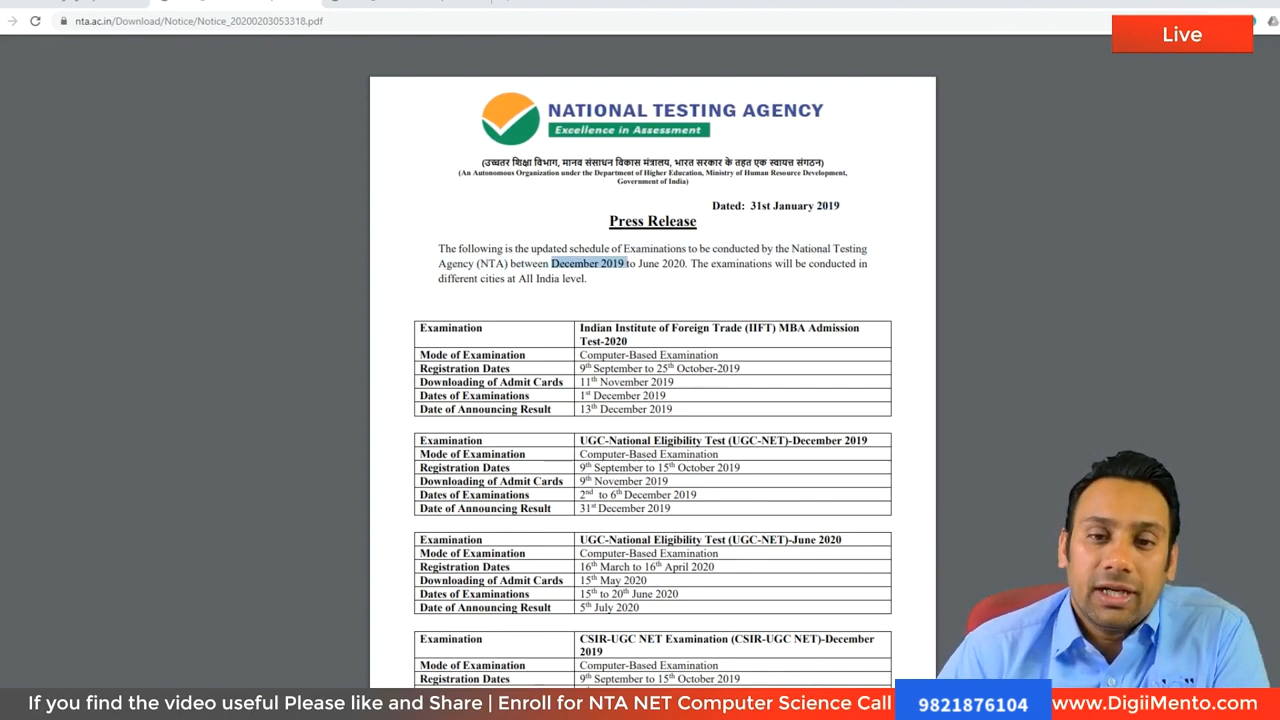 nta.ac.in/Download/Notice/Notice_20200203053318.pdf
Live
NATIONAL TESTING AGENCY
Excellence in Assessment
(उच्चतर शिक्षा विभाग, मानव संसाधन विकास मंत्रालय, भारत सरकार के तहत एक स्वायत्त संगठन)
(An Autonomous Organization under the Department of Higher Education, Ministry of Human Resource Development,
Government of India)
Dated: 31st January 2019
Press Release
The following is the updated schedule of Examinations to be conducted by the National Testing
Agency (NTA) between December 2019 to June 2020. The examinations will be conducted in
different cities at All India level.
Examination Indian Institute of Foreign Trade (IIFT) MBA Admission
Test-2020
Mode of Examination Computer-Based Examination
Registration Dates 9th September to 25th October-2019
Downloading of Admit Cards 11th November 2019
Dates of Examinations 1st December 2019
Date of Announcing Result 13th December 2019
Examination UGC-National Eligibility Test (UGC-NET)-December 2019
Mode of Examination Computer-Based Examination
Registration Dates 9th September to 15th October 2019
Downloading of Admit Cards 9th November 2019
Dates of Examinations 2nd to 6th December 2019
Date of Announcing Result 31st December 2019
Examination UGC-National Eligibility Test (UGC-NET)-June 2020
Mode of Examination Computer-Based Examination
Registration Dates 16th March to 16th April 2020
Downloading of Admit Cards 15th May 2020
Dates of Examinations 15th to 20th June 2020
Date of Announcing Result 5th July 2020
Examination CSIR-UGC NET Examination (CSIR-UGC NET)-December
2019
Mode of Examination Computer-Based Examination
Registration Dates 9th September to 15th October 2019
If you find the video useful Please like and Share | Enroll for NTA NET Computer Science Call 9821876104 www.DigiiMento.com